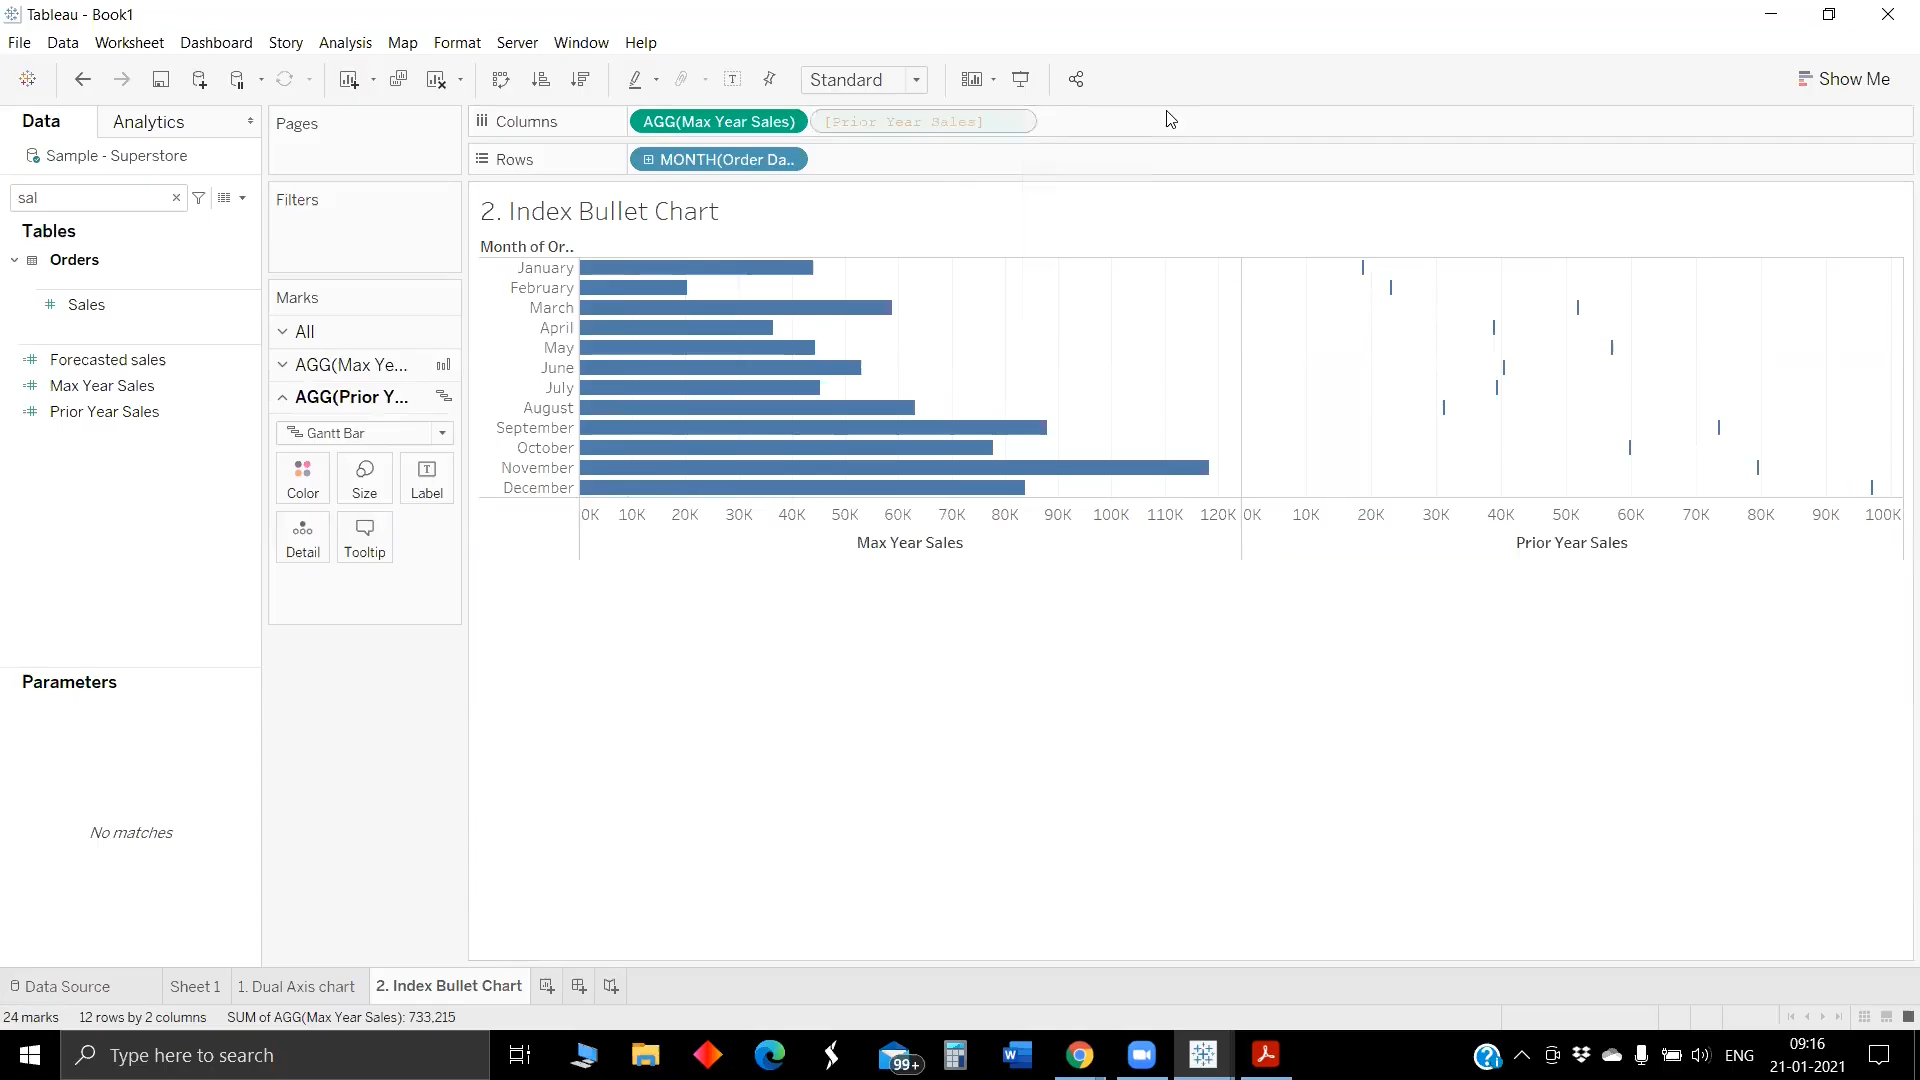 Tableau - Book1
File Data Worksheet Dashboard Story Analysis Map Format Server Window Help
Standard
Show Me
Data Analytics
Sample - Superstore
sal
Tables
Orders
Sales
Forecasted sales
Max Year Sales
Prior Year Sales
Parameters
No matches
Pages
Filters
Marks
All
AGG(Max Ye...
AGG(Prior Y...
Gantt Bar
Color Size Label
Detail Tooltip
Columns AGG(Max Year Sales) [Prior Year Sales]
Rows MONTH(Order Da..
2. Index Bullet Chart
Month of Or..
January
February
March
April
May
June
July
August
September
October
November
December
0K 10K 20K 30K 40K 50K 60K 70K 80K 90K 100K 110K 120K 0K 10K 20K 30K 40K 50K 60K 70K 80K 90K 100K
Max Year Sales Prior Year Sales
Data Source Sheet 1 1. Dual Axis chart 2. Index Bullet Chart
24 marks 12 rows by 2 columns SUM of AGG(Max Year Sales): 733,215
Type here to search
99+
ENG
09:16
21-01-2021